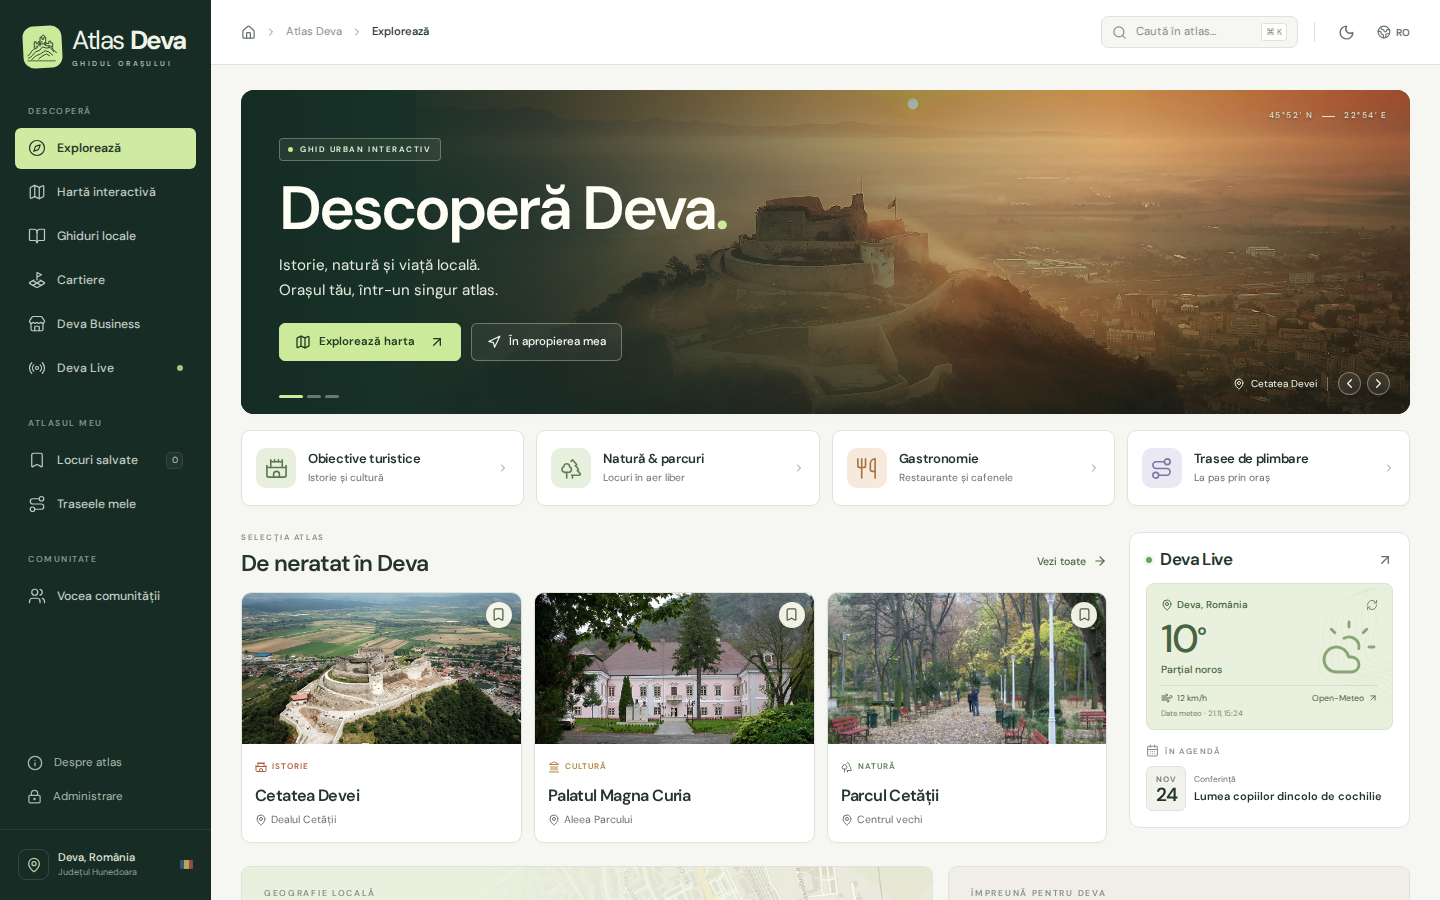 Atlas Deva
GHIDUL ORAȘULUI
DESCOPERĂ
Explorează
Hartă interactivă
Ghiduri locale
Cartiere
Deva Business
Deva Live
ATLASUL MEU
Locuri salvate 0
Traseele mele
COMUNITATE
Vocea comunității
Despre atlas
Administrare
Deva, România
Județul Hunedoara
Atlas Deva
Explorează
Caută în atlas...
⌘ K
RO
45°52' N — 22°54' E
GHID URBAN INTERACTIV
Descoperă Deva.
Istorie, natură și viață locală.
Orașul tău, într-un singur atlas.
Explorează harta
În apropierea mea
Cetatea Devei
Obiective turistice
Istorie și cultură
Natură & parcuri
Locuri în aer liber
Gastronomie
Restaurante și cafenele
Trasee de plimbare
La pas prin oraș
SELECȚIA ATLAS
De neratat în Deva
Vezi toate
ISTORIE
Cetatea Devei
Dealul Cetății
CULTURĂ
Palatul Magna Curia
Aleea Parcului
NATURĂ
Parcul Cetății
Centrul vechi
Deva Live
Deva, România
10°
Parțial noros
12 km/h
Open-Meteo
Date meteo · 21.11, 15:24
ÎN AGENDĂ
NOV
24
Conferință
Lumea copiilor dincolo de cochilie
GEOGRAFIE LOCALĂ
ÎMPREUNĂ PENTRU DEVA